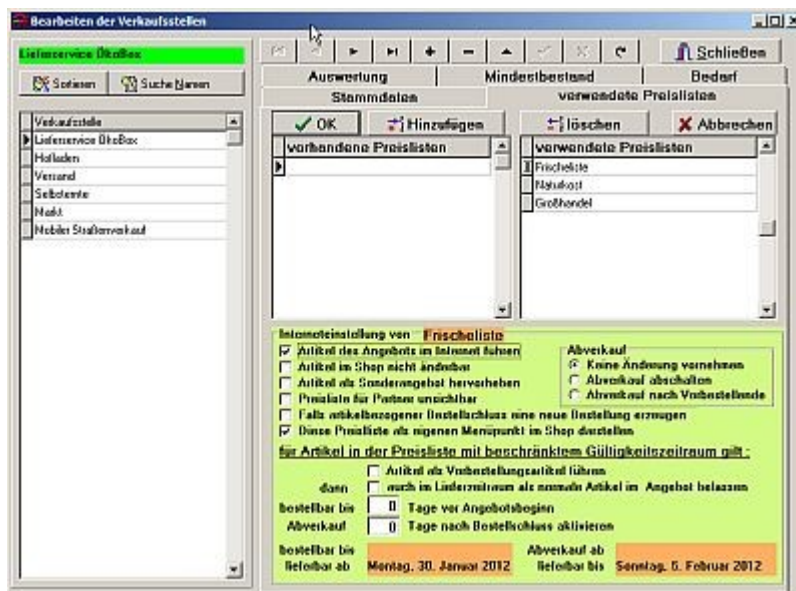 Bearbeiten der Verkaufsstellen
Lieferservice ÖkoBox
Schließen
Sortieren
Suche Namen
Auswertung
Mindestbestand
Bedarf
Stammdaten
verwendete Preislisten
OK
Hinzufügen
löschen
Abbrechen
Verkaufsstelle
Lieferservice ÖkoBox
Hofladen
Versand
Selbsternte
Markt
Mobiler Straßenverkauf
vorhandene Preislisten
verwendete Preislisten
Frischeliste
Naturkost
Großhandel
Interneteinstellung von Frischeliste
Artikel des Angebots im Internet führen
Artikel im Shop nicht änderbar
Artikel als Sonderangebot hervorheben
Preisliste für Partner unsichtbar
Falls artikelbezogener Bestellschluss eine neue Bestellung erzeugen
Diese Preislliste als eigenen Menüpunkt im Shop darstellen
Abverkauf
Keine Änderung vornehmen
Abverkauf abschalten
Abverkauf nach Vorbestellende
für Artikel in der Preisliste mit beschränktem Gültigkeitszeitraum gilt :
Artikel als Vorbestellungsartikel führen
dann auch im Lieferzeitraum als normale Artikel im Angebot belassen
bestellbar bis 0 Tage vor Angebotsbeginn
Abverkauf 0 Tage nach Bestellschluss aktivieren
bestellbar bis
lieferbar ab Montag, 30. Januar 2012
Abverkauf ab
lieferbar bis Sonntag, 5. Februar 2012